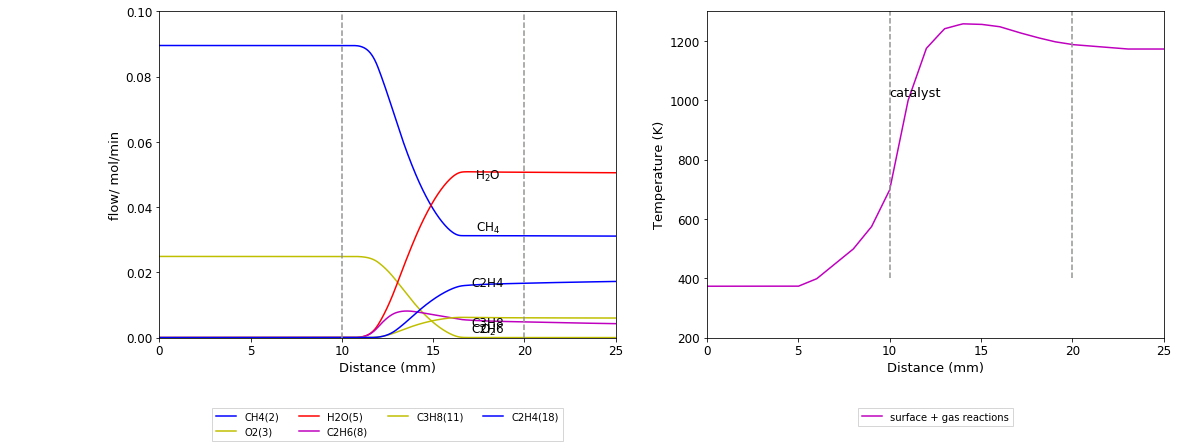 0.10
0.08
0.06
0.04
0.02
0.00
flow/ mol/min
H2O
CH4
C2H4
C3H8
0 5 10 15 20 25
Distance (mm)
CH4(2) H2O(5) C3H8(11) C2H4(18)
O2(3) C2H6(8)
1200
1000
800
600
400
200
Temperature (K)
catalyst
0 5 10 15 20 25
Distance (mm)
surface + gas reactions